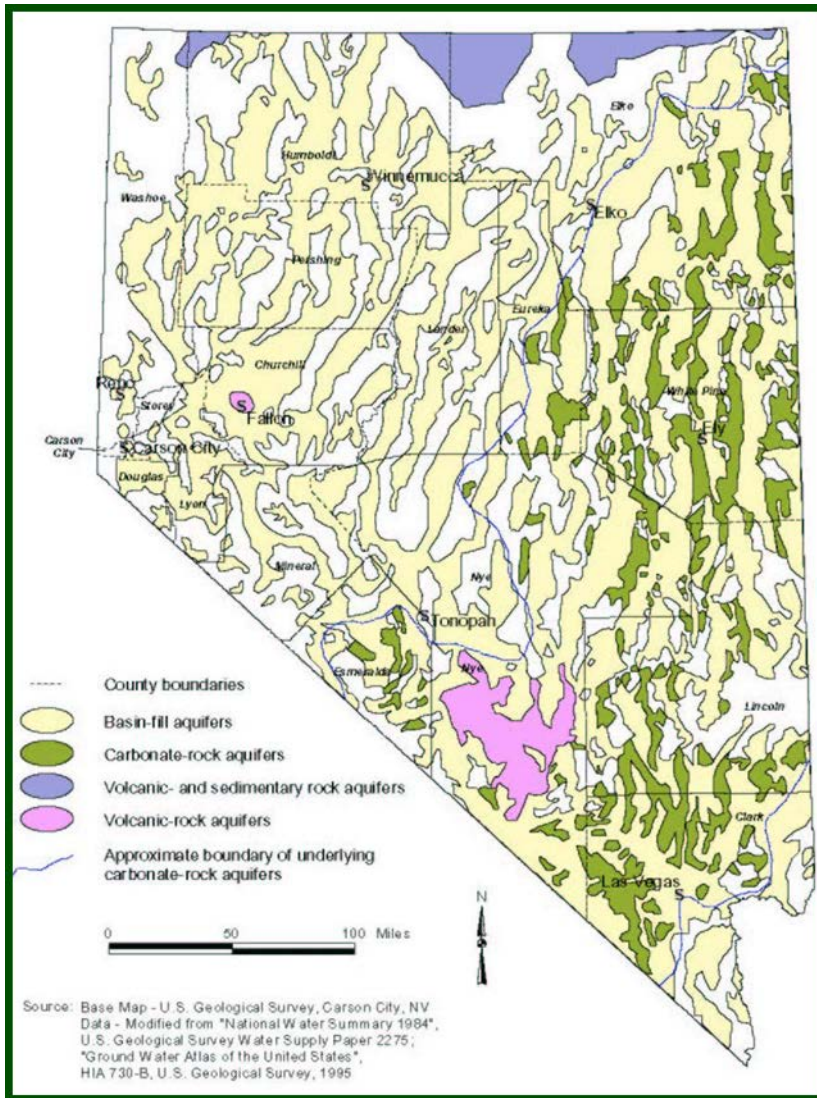 Elko
Humboldt
Winnemucca
S
Washoe
S
Elko
Pershing
Eureka
Lander
Churchill
Reno
S
White Pine
Storey
S
Fallon
Ely
S
Carson
City
S Carson City
Douglas
Lyon
Mineral
Nye
S
Tonopah
Nye
Esmeralda
Lincoln
County boundaries
Basin-fill aquifers
Carbonate-rock aquifers
Volcanic- and sedimentary rock aquifers
Volcanic-rock aquifers
Clark
Approximate boundary of underlying
carbonate-rock aquifers
Las Vegas
S
N
0 50 100 Miles
Source: Base Map - U.S. Geological Survey, Carson City, NV
Data - Modified from "National Water Summary 1984",
U.S. Geological Survey Water Supply Paper 2275;
"Ground Water Atlas of the United States",
HIA 730-B, U.S. Geological Survey, 1995